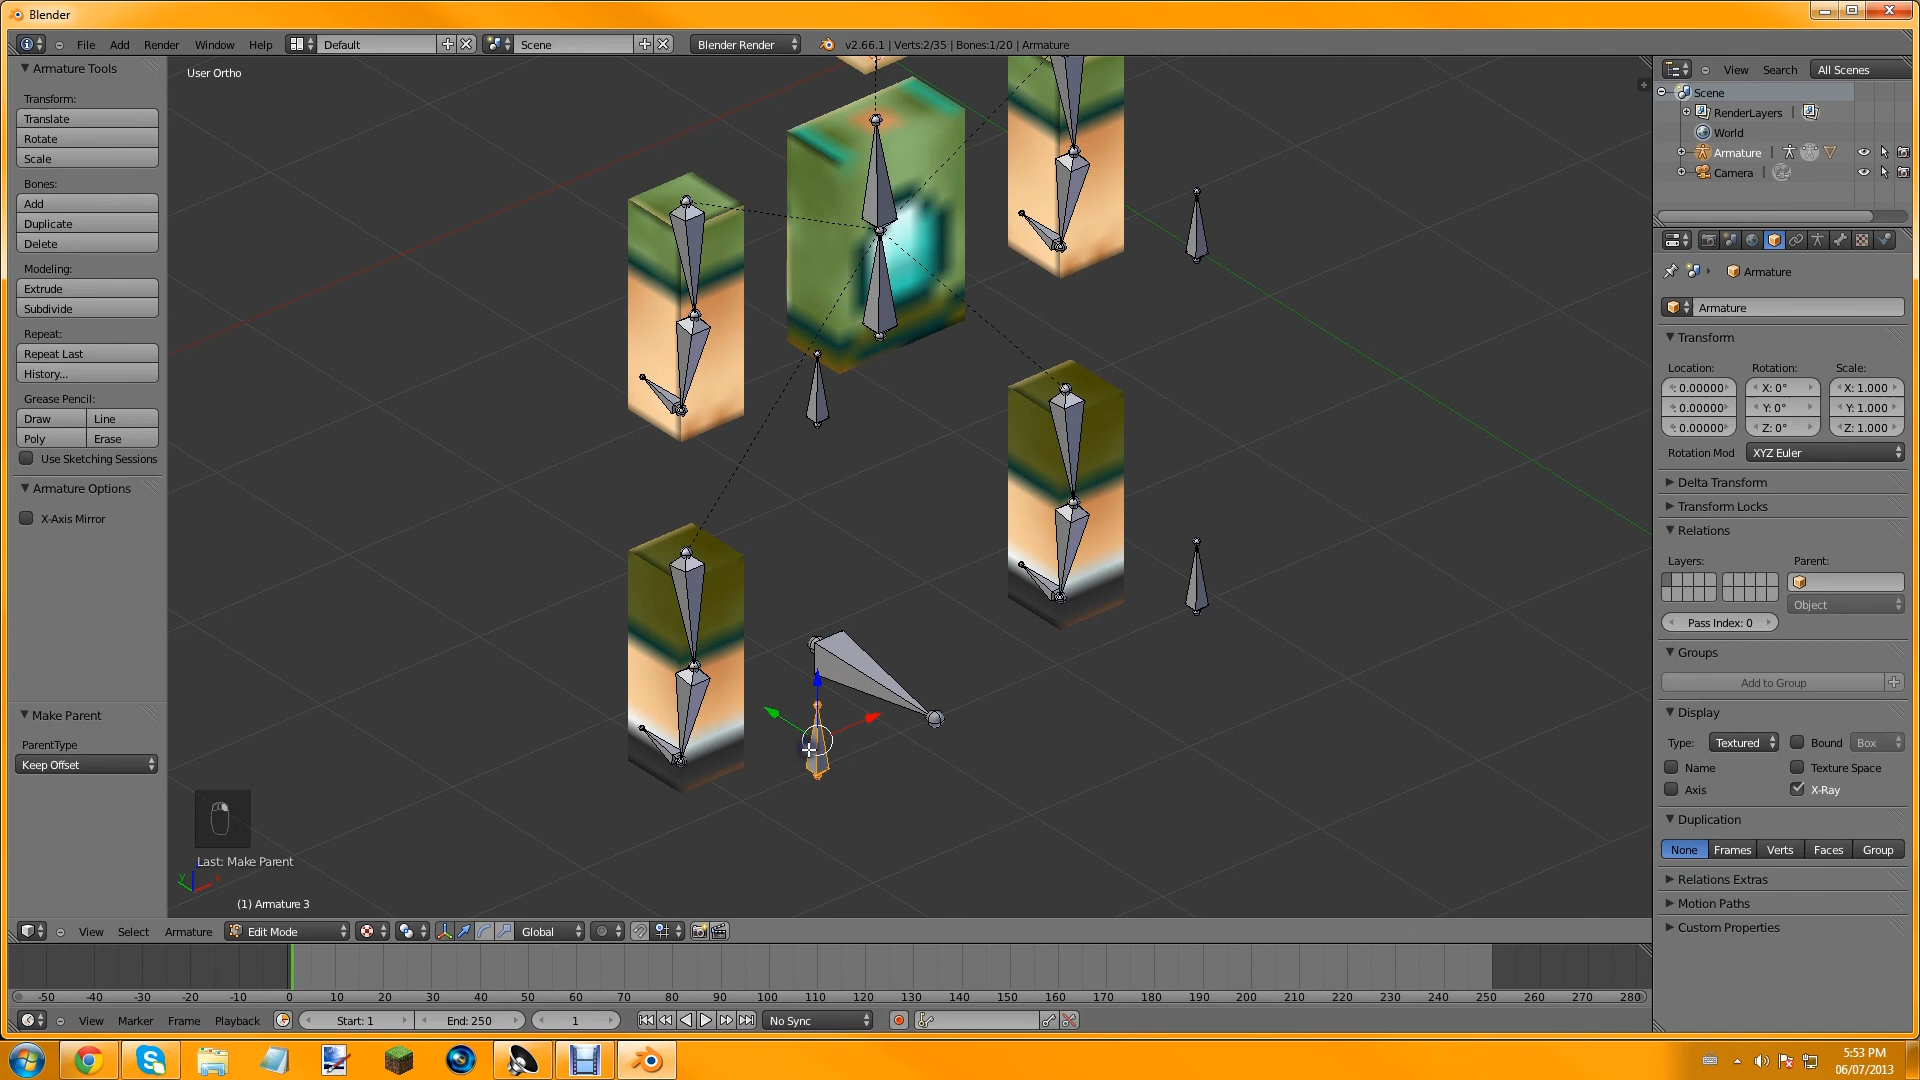 Blender
File Add Render Window Help Default Scene Blender Render v2.66.1 | Verts:2/35 | Bones:1/20 | Armature
Armature Tools
Transform:
Translate
Rotate
Scale
Bones:
Add
Duplicate
Delete
Modeling:
Extrude
Subdivide
Repeat:
Repeat Last
History...
Grease Pencil:
Draw Line
Poly Erase
Use Sketching Sessions
Armature Options
X-Axis Mirror
Make Parent
ParentType
Keep Offset
User Ortho
Last: Make Parent
(1) Armature 3
View Select Armature Edit Mode Global
-50 -40 -30 -20 -10 0 10 20 30 40 50 60 70 80 90 100 110 120 130 140 150 160 170 180 190 200 210 220 230 240 250 260 270 280
View Marker Frame Playback Start: 1 End: 250 1 No Sync
View Search All Scenes
Scene
RenderLayers
World
Armature
Camera
Armature
Armature
Transform
Location: Rotation: Scale:
: 0.00000 X: 0° X: 1.000
: 0.00000 Y: 0° Y: 1.000
: 0.00000 Z: 0° Z: 1.000
Rotation Mod XYZ Euler
Delta Transform
Transform Locks
Relations
Layers: Parent:
Object
Pass Index: 0
Groups
Add to Group
Display
Type: Textured Bound Box
Name Texture Space
Axis X-Ray
Duplication
None Frames Verts Faces Group
Relations Extras
Motion Paths
Custom Properties
5:53 PM
06/07/2013